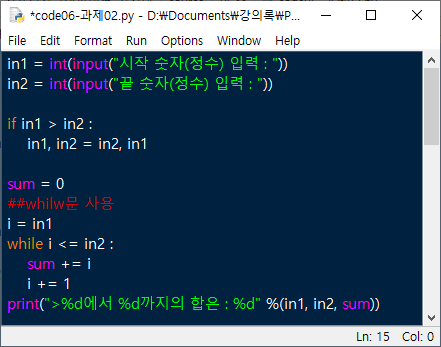 *code06-과제02.py - D:₩Documents₩강의록₩P...
File Edit Format Run Options Window Help
in1 = int(input("시작 숫자(정수) 입력 : "))
in2 = int(input("끝 숫자(정수) 입력 : "))
if in1 > in2 :
in1, in2 = in2, in1
sum = 0
##whilw문 사용
i = in1
while i <= in2 :
sum += i
i += 1
print(">%d에서 %d까지의 합은 : %d" %(in1, in2, sum))
Ln: 15 Col: 0